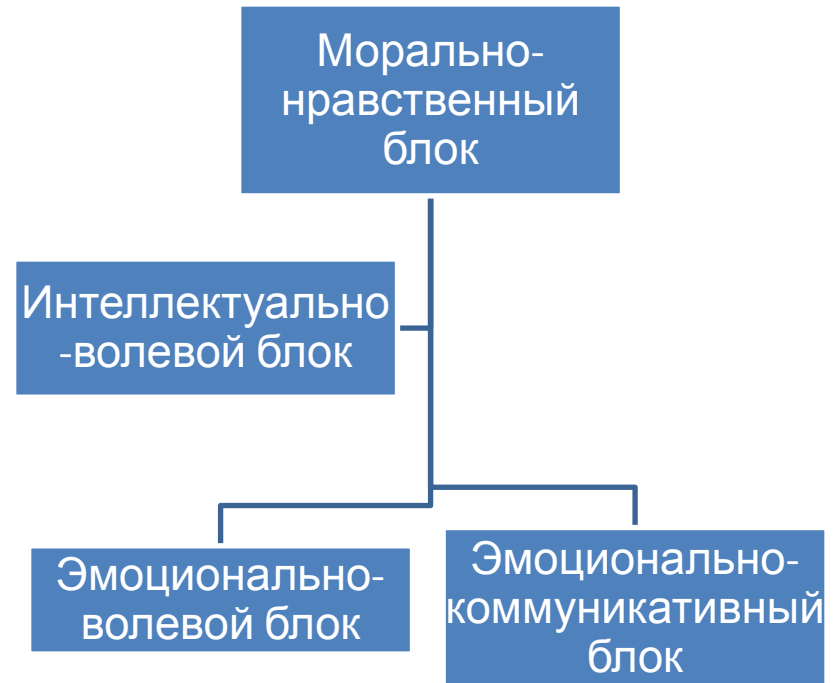 Морально-
нравственный
блок
Интеллектуально
-волевой блок
Эмоционально-
волевой блок
Эмоционально-
коммуникативный
блок